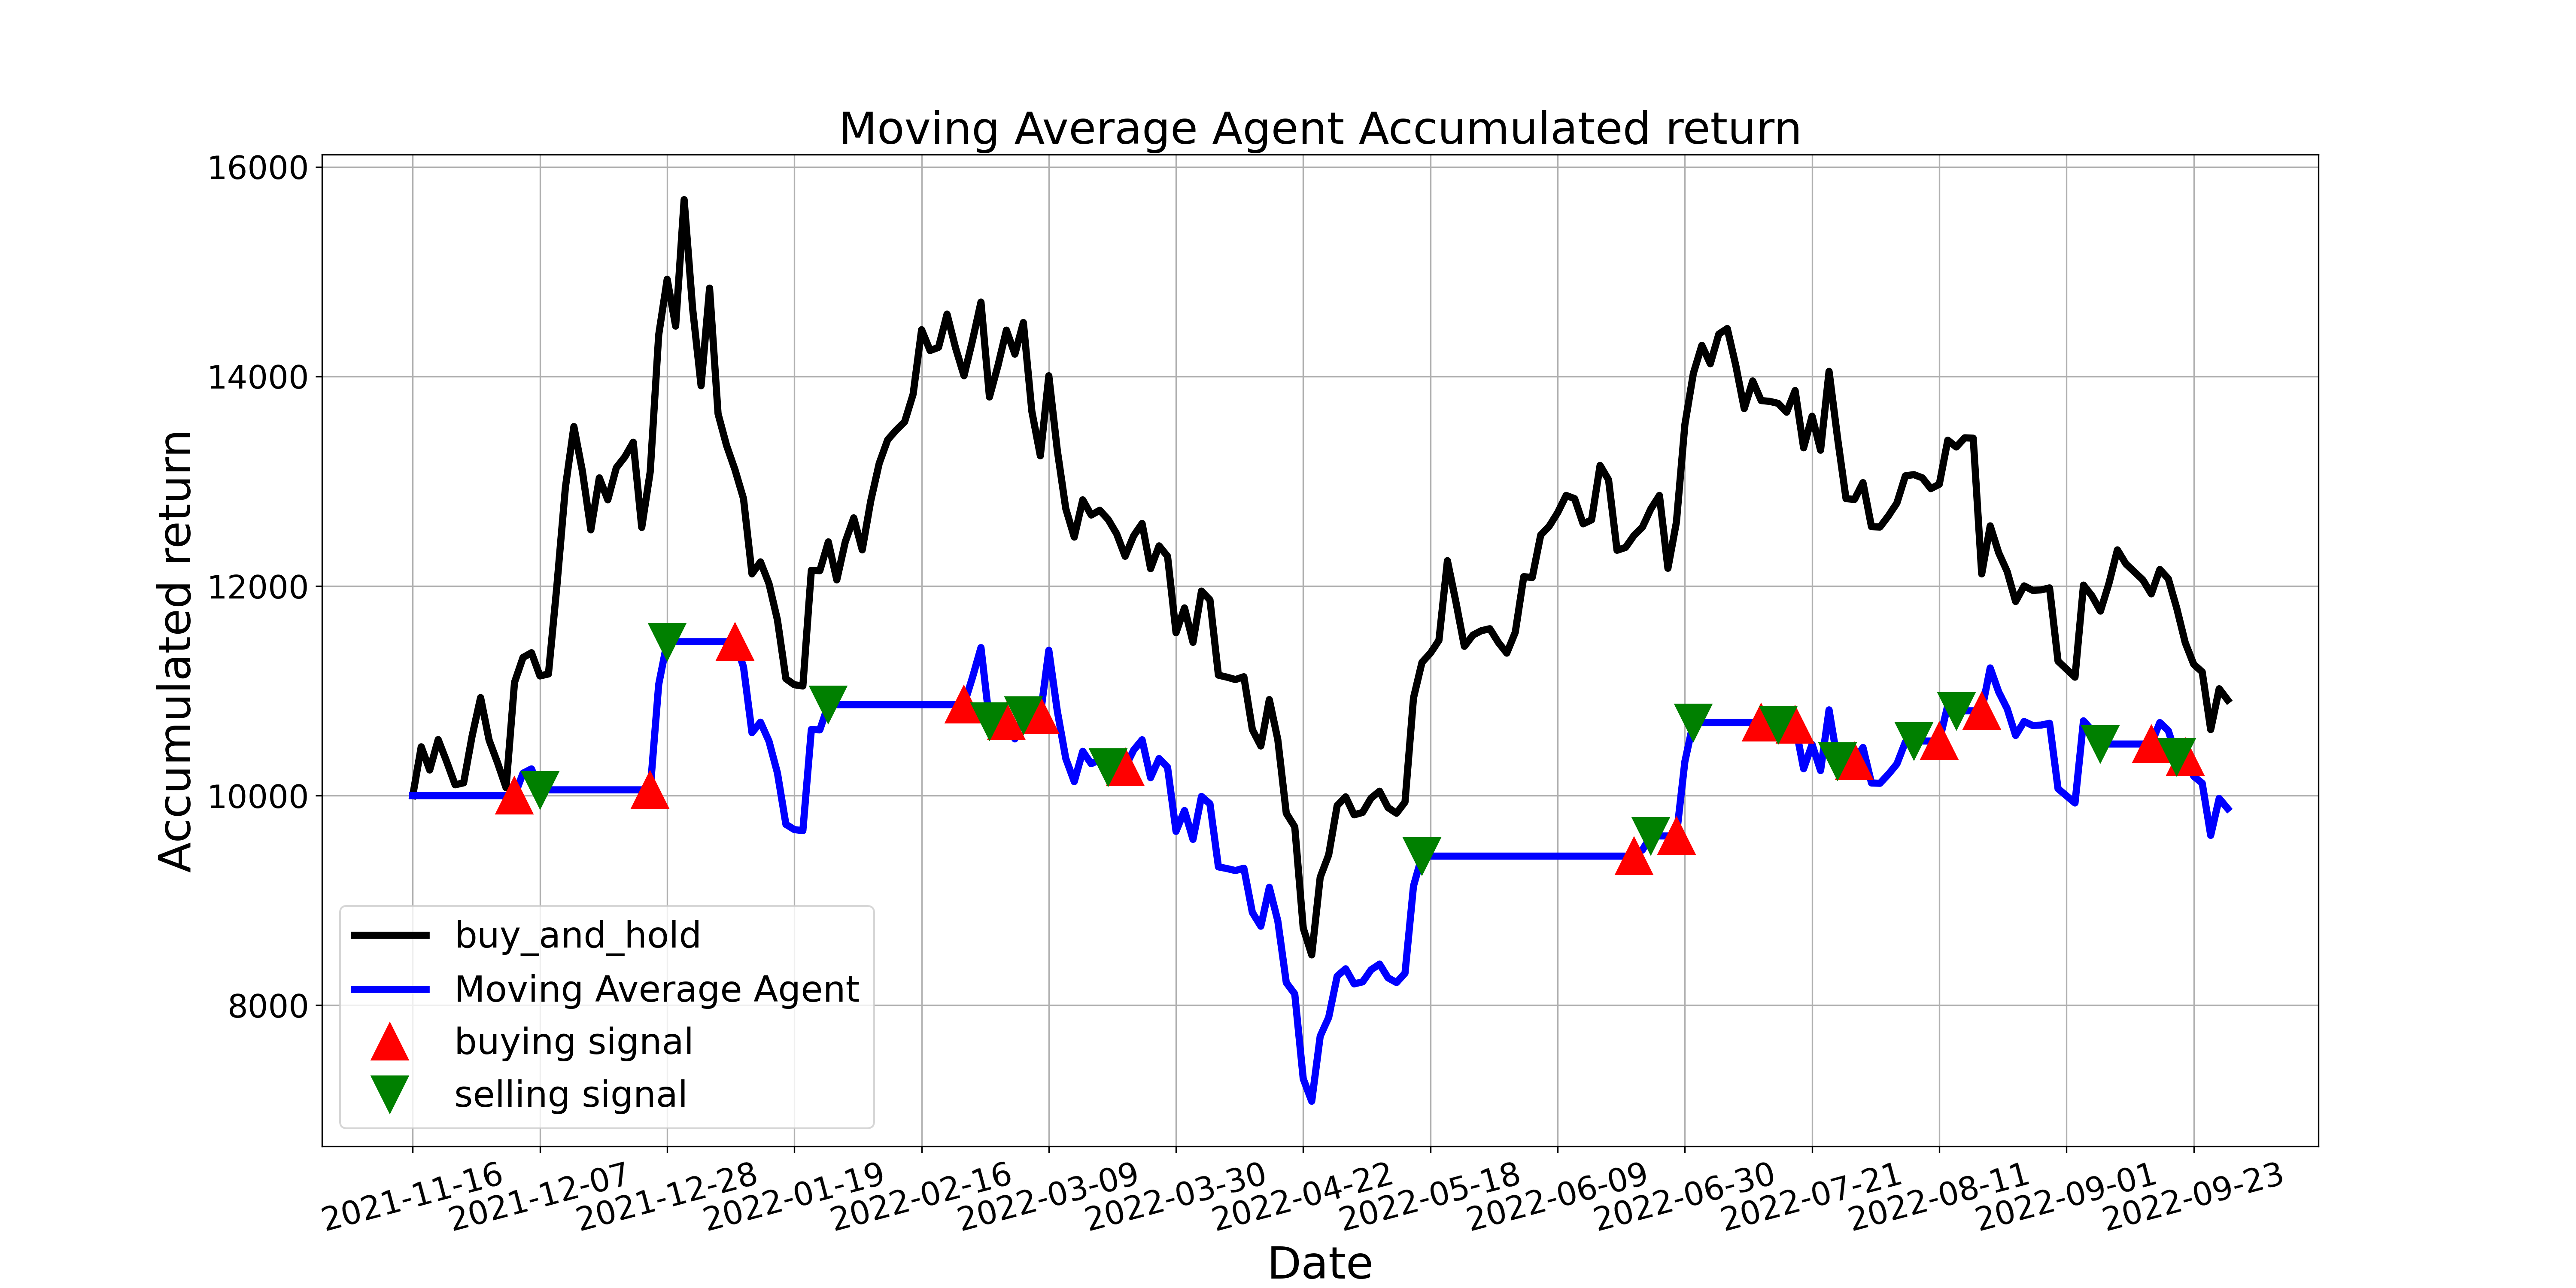 Moving Average Agent Accumulated return
Accumulated return
16000
14000
12000
10000
8000
buy_and_hold
Moving Average Agent
buying signal
selling signal
2021-11-16
2021-12-07
2021-12-28
2022-01-19
2022-02-16
2022-03-09
2022-03-30
2022-04-22
2022-05-18
2022-06-09
2022-06-30
2022-07-21
2022-08-11
2022-09-01
2022-09-23
Date